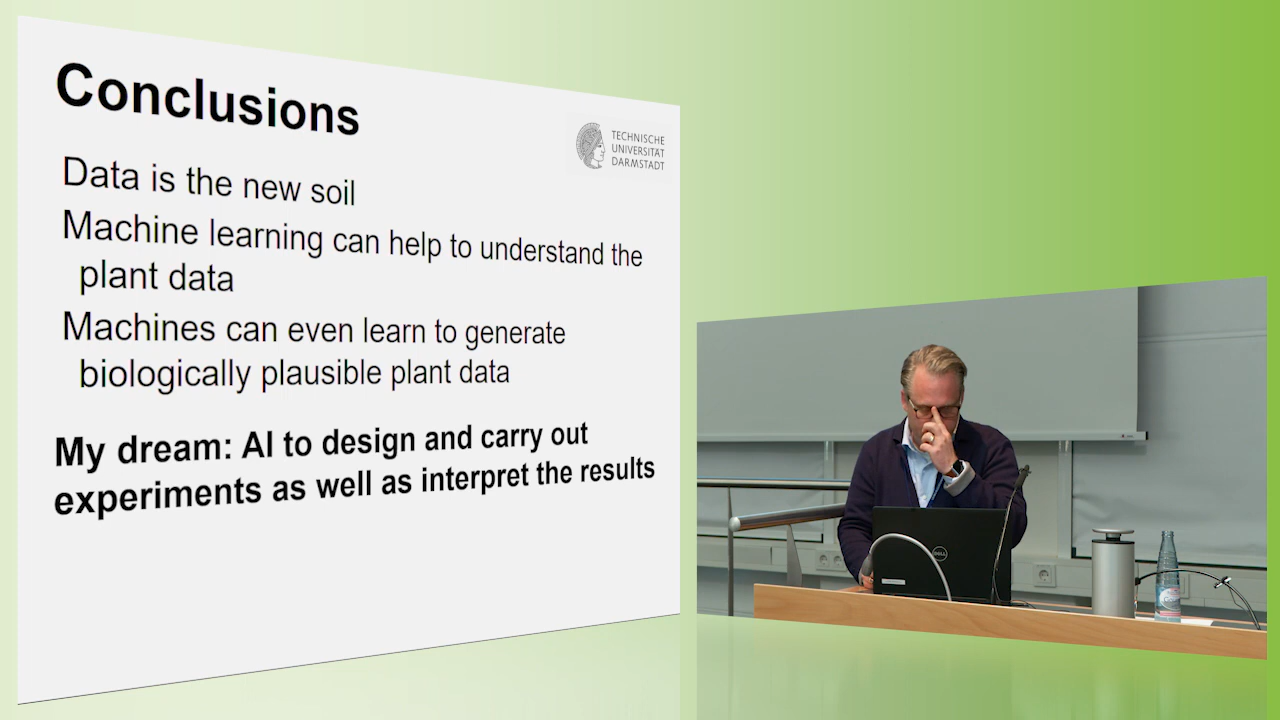 Conclusions
TECHNISCHE
UNIVERSITÄT
DARMSTADT
Data is the new soil
Machine learning can help to understand the
plant data
Machines can even learn to generate
biologically plausible plant data
My dream: AI to design and carry out
experiments as well as interpret the results
DELL